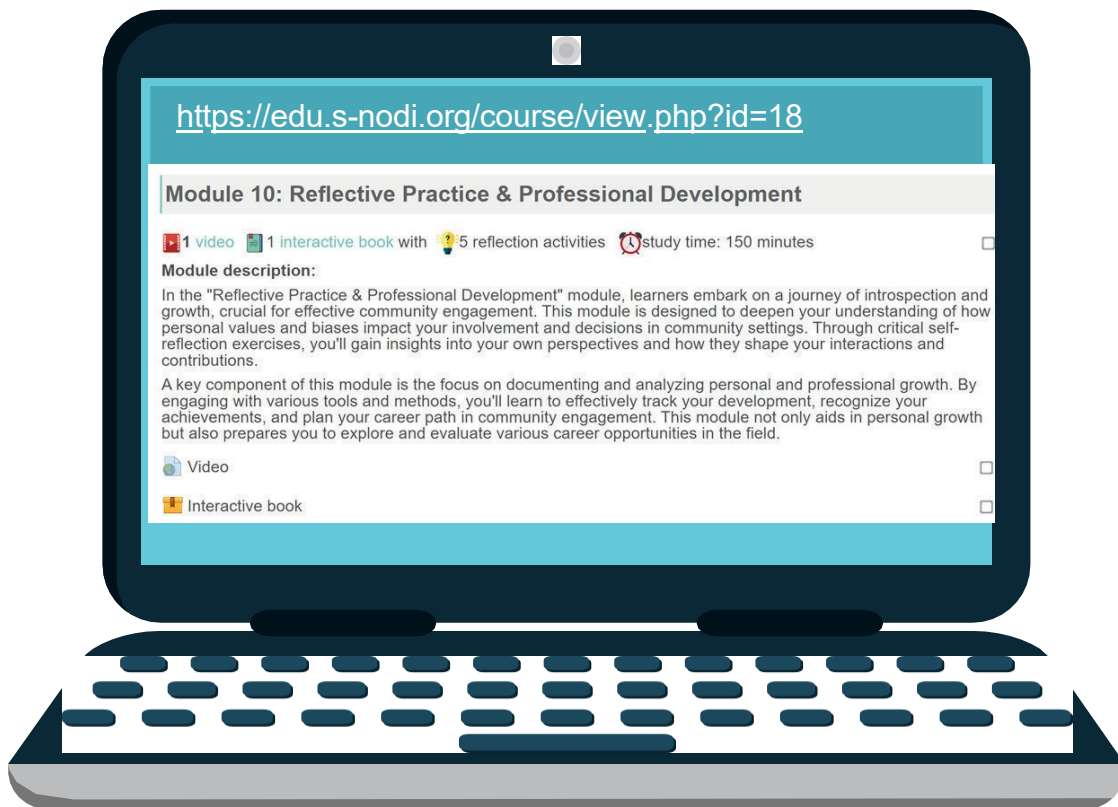 https://edu.s-nodi.org/course/view.php?id=18
Module 10: Reflective Practice & Professional Development
1 video 1 interactive book with 5 reflection activities study time: 150 minutes
Module description:
In the "Reflective Practice & Professional Development" module, learners embark on a journey of introspection and
growth, crucial for effective community engagement. This module is designed to deepen your understanding of how
personal values and biases impact your involvement and decisions in community settings. Through critical self-
reflection exercises, you'll gain insights into your own perspectives and how they shape your interactions and
contributions.
A key component of this module is the focus on documenting and analyzing personal and professional growth. By
engaging with various tools and methods, you'll learn to effectively track your development, recognize your
achievements, and plan your career path in community engagement. This module not only aids in personal growth
but also prepares you to explore and evaluate various career opportunities in the field.
Video
Interactive book